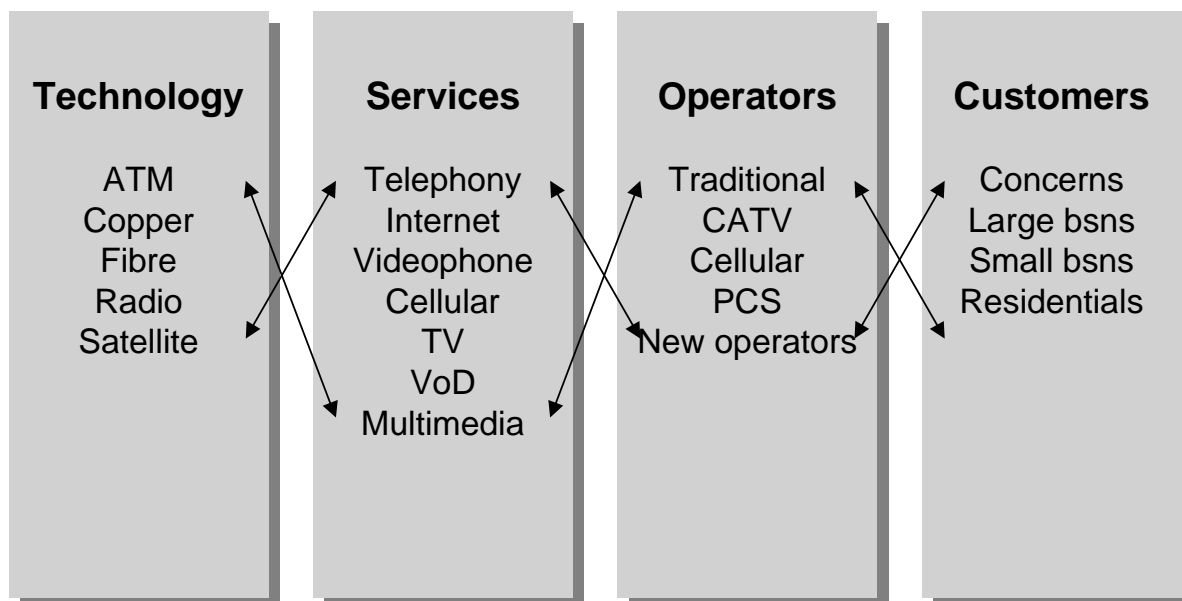 Technology
ATM
Copper
Fibre
Radio
Satellite
Services
Telephony
Internet
Videophone
Cellular
TV
VoD
Multimedia
Operators
Traditional
CATV
Cellular
PCS
New operators
Customers
Concerns
Large bsns
Small bsns
Residentials